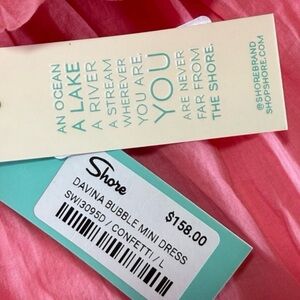 AN OCEAN
A LAKE
A RIVER
A STREAM
WHEREVER
YOU ARE,
YOU
ARE NEVER
FAR FROM
THE SHORE.
@SHOREBRAND
SHOPSHORE.COM
Shore
$158.00
DAVINA BUBBLE MINI DRESS
SWI3095D / CONFETTI / L